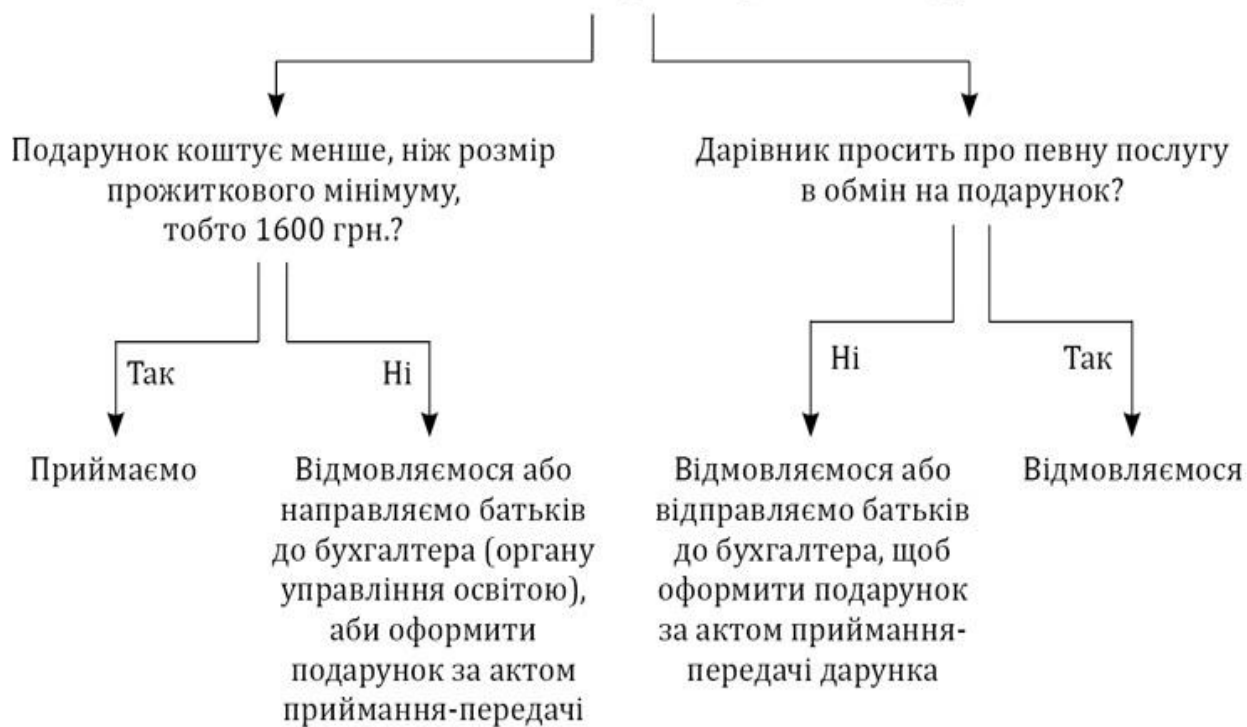 Подарунок коштує менше, ніж розмір
прожиткового мінімуму,
тобто 1600 грн.?
Дарівник просить про певну послугу
в обмін на подарунок?
Так
Ні
Ні
Так
Приймаємо
Відмовляємося або
направляємо батьків
до бухгалтера (органу
управління освітою),
аби оформити
подарунок за актом
приймання-передачі
Відмовляємося або
відправляємо батьків
до бухгалтера, щоб
оформити подарунок
за актом приймання-
передачі дарунка
Відмовляємося